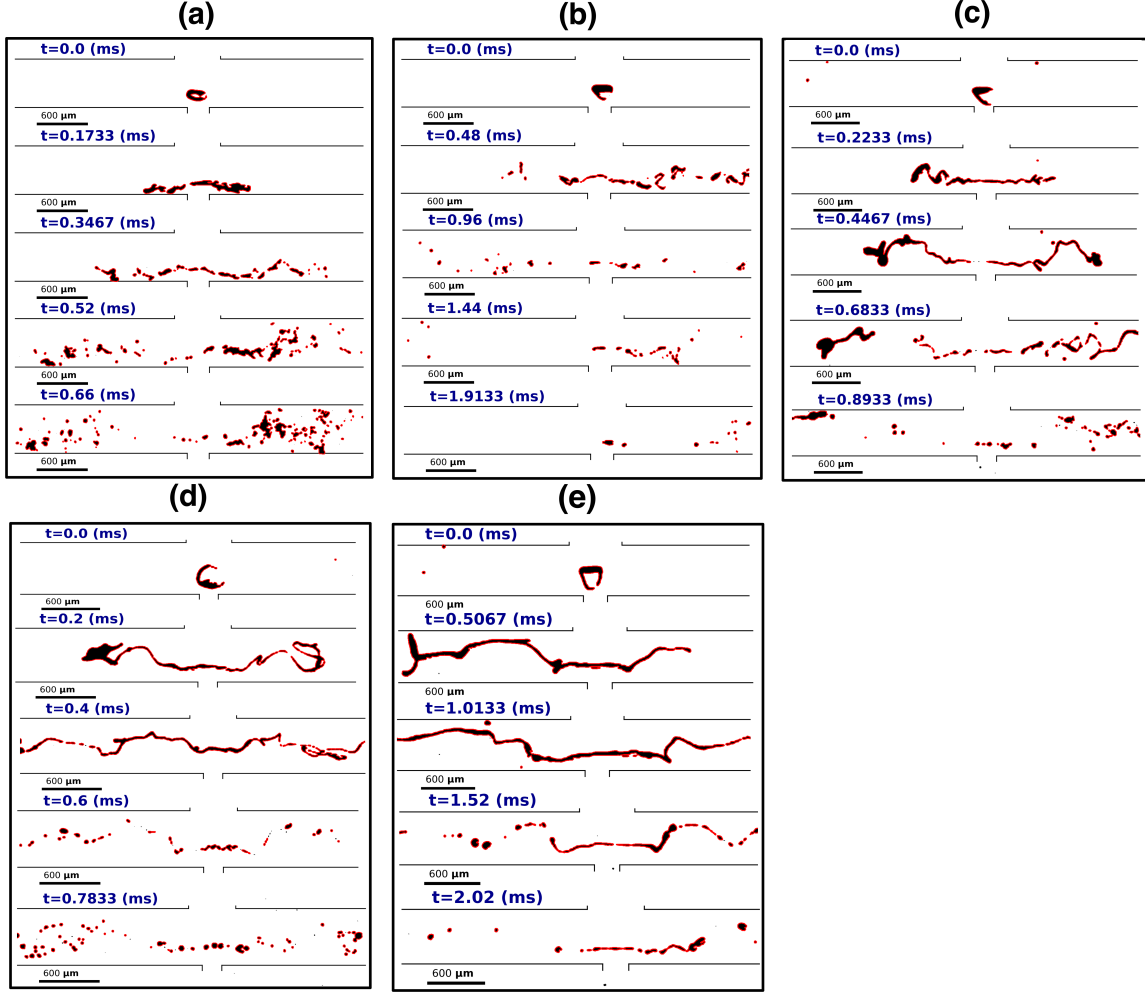 (a)
t=0.0 (ms)
600 µm
t=0.1733 (ms)
600 µm
t=0.3467 (ms)
600 µm
t=0.52 (ms)
600 µm
t=0.66 (ms)
600 µm
(b)
t=0.0 (ms)
600 µm
t=0.48 (ms)
600 µm
t=0.96 (ms)
600 µm
t=1.44 (ms)
600 µm
t=1.9133 (ms)
600 µm
(c)
t=0.0 (ms)
600 µm
t=0.2233 (ms)
600 µm
t=0.4467 (ms)
600 µm
t=0.6833 (ms)
600 µm
t=0.8933 (ms)
600 µm
(d)
t=0.0 (ms)
600 µm
t=0.2 (ms)
600 µm
t=0.4 (ms)
600 µm
t=0.6 (ms)
600 µm
t=0.7833 (ms)
600 µm
(e)
t=0.0 (ms)
600 µm
t=0.5067 (ms)
600 µm
t=1.0133 (ms)
600 µm
t=1.52 (ms)
600 µm
t=2.02 (ms)
600 µm